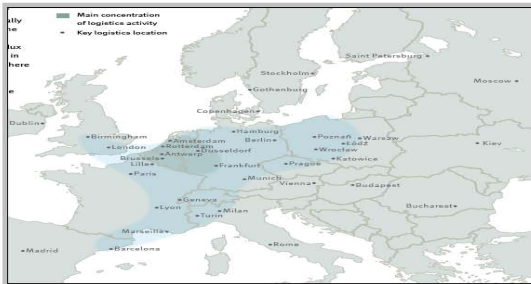 ally
ne
lux
in
here
e
Main concentration
of logistics activity
Key logistics location
Saint Petersburg
Stockholm
Moscow
Gothenburg
Copenhagen
Dublin
Birmingham
Hamburg
Amsterdam
Berlin
Poznań
Warsaw
London
Rotterdam
Düsseldorf
Łódź
Kiev
Antwerp
Wrocław
Brussels
Lille
Frankfurt
Prague
Katowice
Paris
Munich
Vienna
Budapest
Geneva
Lyon
Milan
Bucharest
Turin
Marseille
Madrid
Barcelona
Rome